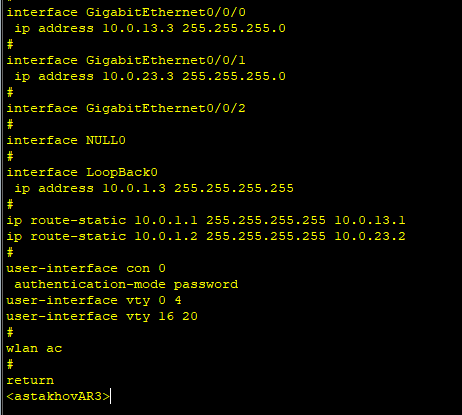 interface GigabitEthernet0/0/0
 ip address 10.0.13.3 255.255.255.0
#
interface GigabitEthernet0/0/1
 ip address 10.0.23.3 255.255.255.0
#
interface GigabitEthernet0/0/2
#
interface NULL0
#
interface LoopBack0
 ip address 10.0.1.3 255.255.255.255
#
ip route-static 10.0.1.1 255.255.255.255 10.0.13.1
ip route-static 10.0.1.2 255.255.255.255 10.0.23.2
#
user-interface con 0
 authentication-mode password
user-interface vty 0 4
user-interface vty 16 20
#
wlan ac
#
return
<astakhovAR3>